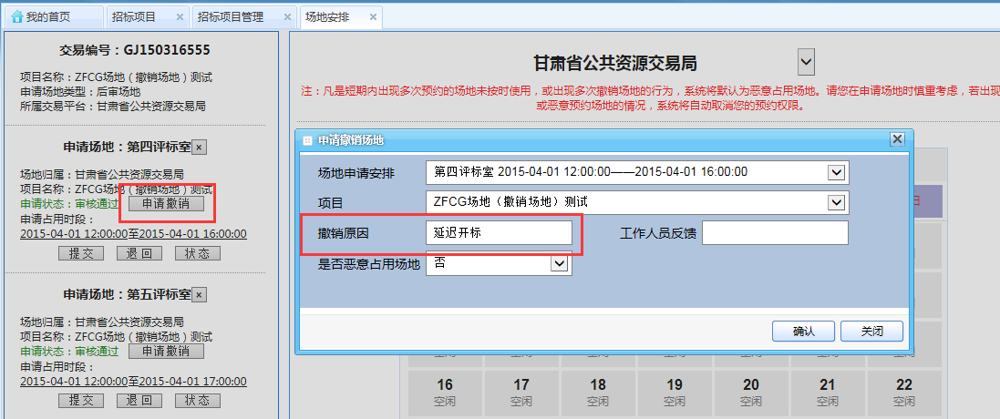 我的首页
招标项目
招标项目管理
场地安排
交易编号：GJ150316555
项目名称：ZFCG场地（撤销场地）测试
申请场地类型：后审场地
所属交易平台：甘肃省公共资源交易局
申请场地：第四评标室
场地归属：甘肃省公共资源交易局
项目名称：ZFCG场地（撤销场地）测试
申请状态：审核通过 申请撤销
申请占用时段：
2015-04-01 12:00:00至2015-04-01 16:00:00
提交 退回 状态
申请场地：第五评标室
场地归属：甘肃省公共资源交易局
项目名称：ZFCG场地（撤销场地）测试
申请状态：审核通过 申请撤销
申请占用时段：
2015-04-01 12:00:00至2015-04-01 17:00:00
提交 退回 状态
甘肃省公共资源交易局
注：凡是短期内出现多次预约的场地未按时使用，或出现多次撤销场地的行为，系统将默认为恶意占用场地。请您在申请场地时慎重考虑，若出现
或恶意预约场地的情况，系统将自动取消您的预约权限。
申请撤销场地
场地申请安排 第四评标室 2015-04-01 12:00:00——2015-04-01 16:00:00
项目 ZFCG场地（撤销场地）测试
撤销原因 延迟开标 工作人员反馈
是否恶意占用场地 否
确认 关闭
16 17 18 19 20 21 22
空闲 空闲 空闲 空闲 空闲 空闲 空闲